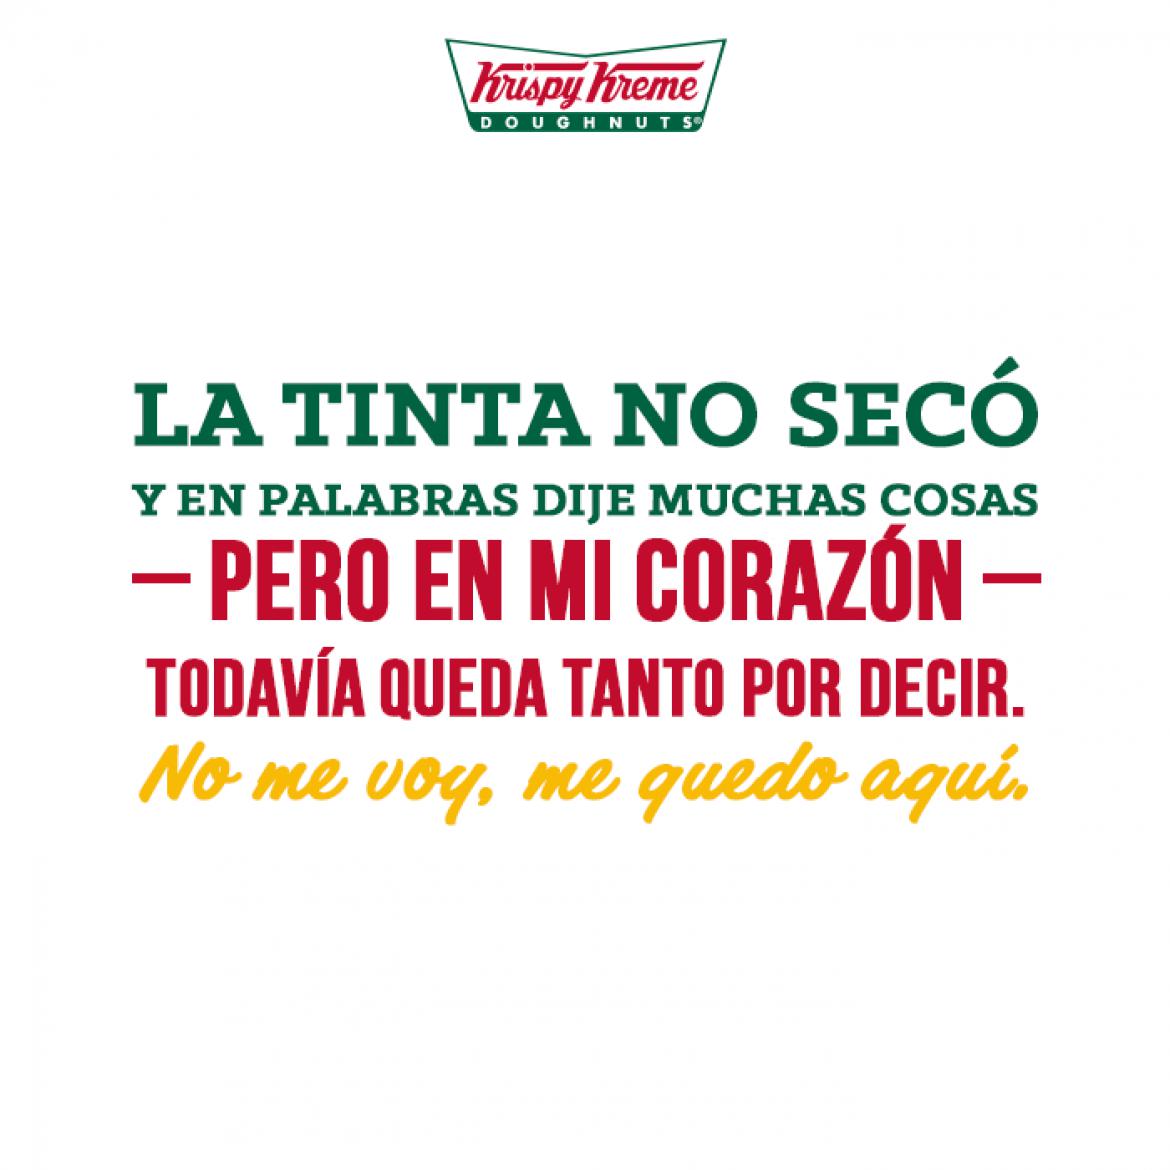 Krispy Kreme
DOUGHNUTS®
LA TINTA NO SECÓ
Y EN PALABRAS DIJE MUCHAS COSAS
— PERO EN MI CORAZÓN —
TODAVÍA QUEDA TANTO POR DECIR.
No me voy, me quedo aquí.